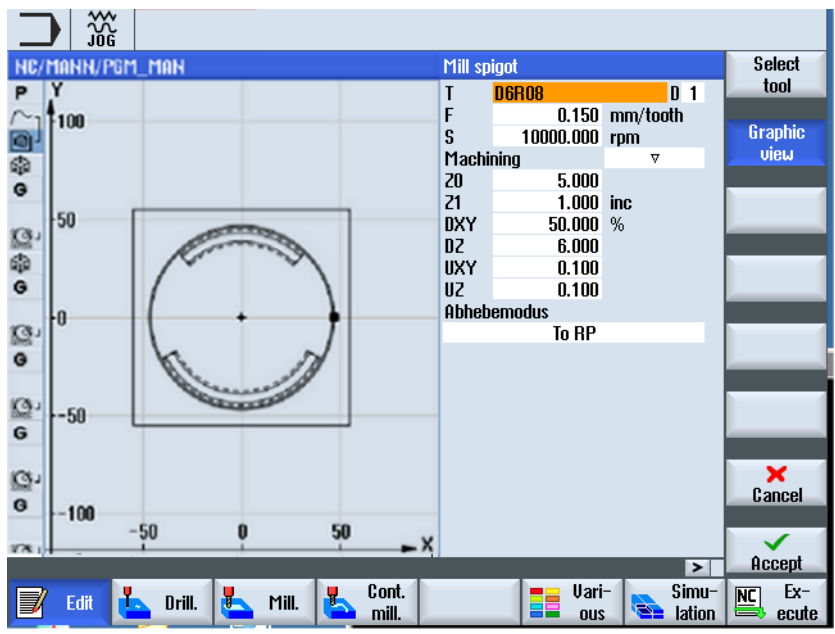 JOG
NC/MANN/PGM_MAN
P
Y
100
50
0
-50
-100
-50 0 50
X
G
G
G
G
G
Mill spigot
T D6R08 D 1
F 0.150 mm/tooth
S 10000.000 rpm
Machining ▽
Z0 5.000
Z1 1.000 inc
DXY 50.000 %
DZ 6.000
UXY 0.100
UZ 0.100
Abhebemodus
To RP
Select
tool
Graphic
view
Cancel
Accept
>
Edit
Drill.
Mill.
Cont.
mill.
Vari-
ous
Simu-
lation
NC
Ex-
ecute